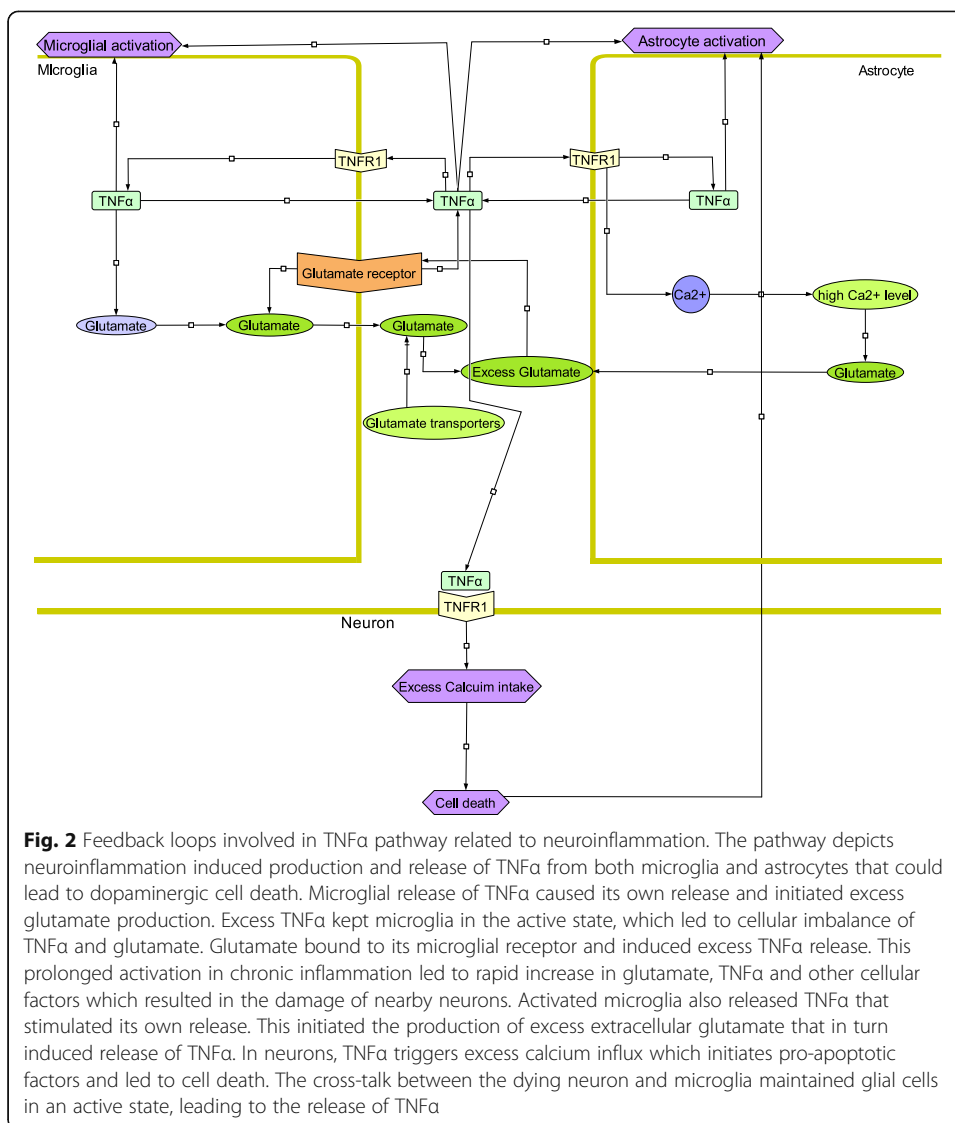 Microglial activation
Astrocyte activation
MIcroglia
Astrocyte
TNFR1
TNFR1
TNFα
TNFα
TNFα
Glutamate receptor
Ca2+
high Ca2+ level
Glutamate
Glutamate
Glutamate
Excess Glutamate
Glutamate
Glutamate transporters
TNFα
TNFR1
Neuron
Excess Calcuim intake
Cell death
Fig. 2 Feedback loops involved in TNFα pathway related to neuroinflammation. The pathway depicts
neuroinflammation induced production and release of TNFα from both microglia and astrocytes that could
lead to dopaminergic cell death. Microglial release of TNFα caused its own release and initiated excess
glutamate production. Excess TNFα kept microglia in the active state, which led to cellular imbalance of
TNFα and glutamate. Glutamate bound to its microglial receptor and induced excess TNFα release. This
prolonged activation in chronic inflammation led to rapid increase in glutamate, TNFα and other cellular
factors which resulted in the damage of nearby neurons. Activated microglia also released TNFα that
stimulated its own release. This initiated the production of excess extracellular glutamate that in turn
induced release of TNFα. In neurons, TNFα triggers excess calcium influx which initiates pro-apoptotic
factors and led to cell death. The cross-talk between the dying neuron and microglia maintained glial cells
in an active state, leading to the release of TNFα